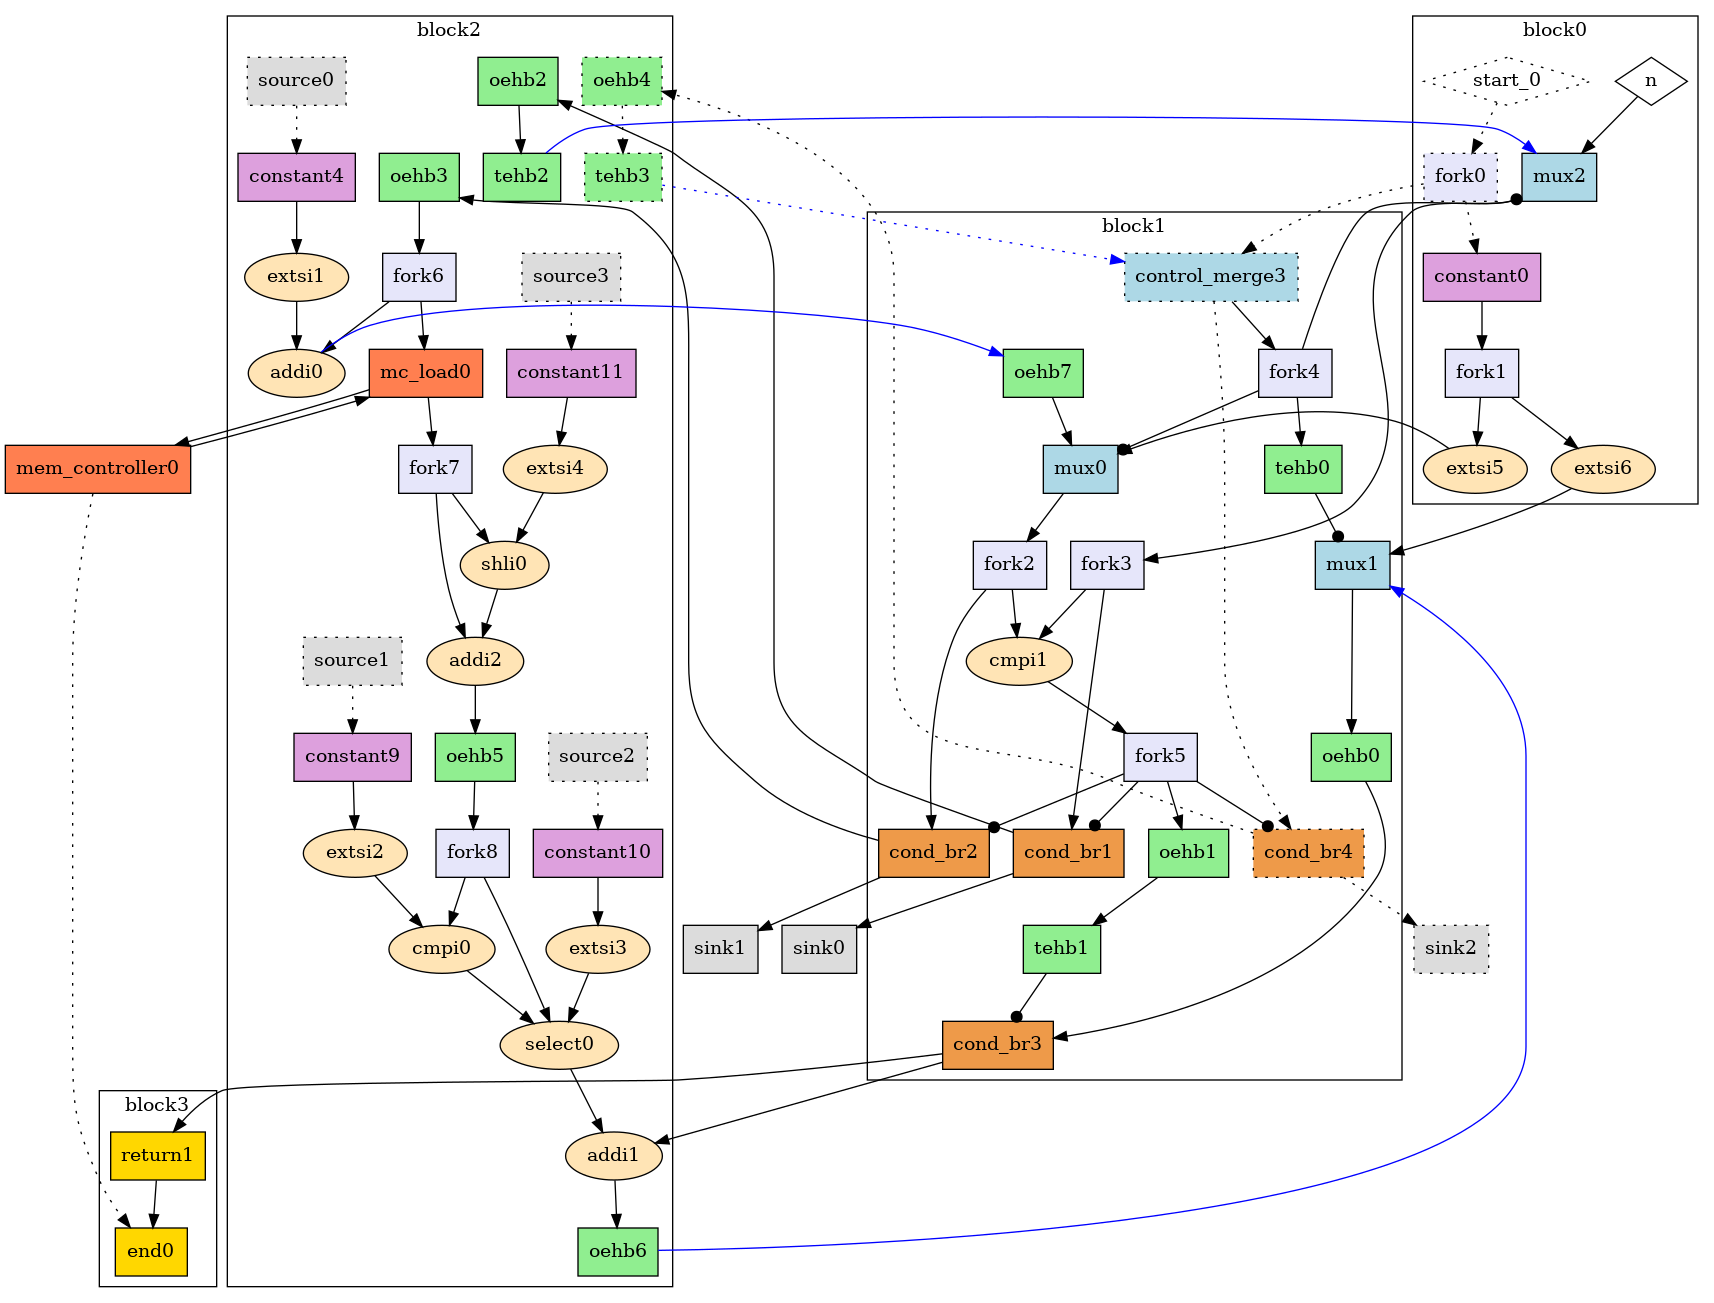 block2
block0
source0
oehb2
oehb4
start_0
n
constant4
oehb3
tehb2
tehb3
fork0
mux2
block1
extsi1
fork6
source3
control_merge3
constant0
addi0
mc_load0
constant11
oehb7
fork4
fork1
mem_controller0
fork7
extsi4
mux0
tehb0
extsi5
extsi6
shli0
fork2
fork3
mux1
source1
addi2
cmpi1
constant9
oehb5
source2
fork5
oehb0
extsi2
fork8
constant10
cond_br2
cond_br1
oehb1
cond_br4
cmpi0
extsi3
sink1
sink0
tehb1
sink2
select0
cond_br3
block3
return1
addi1
end0
oehb6